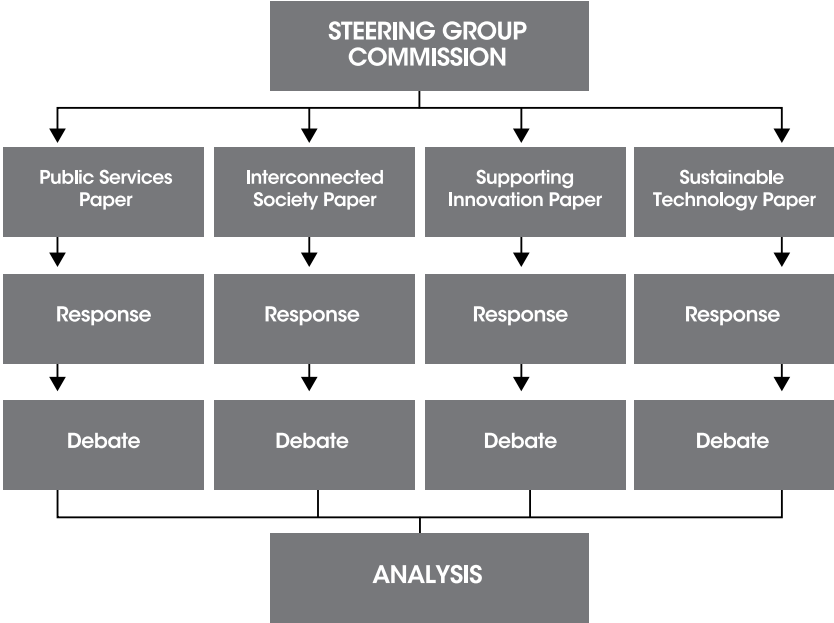 STEERING GROUP
COMMISSION
Public Services
Paper
Interconnected
Society Paper
Supporting
Innovation Paper
Sustainable
Technology Paper
Response
Response
Response
Response
Debate
Debate
Debate
Debate
ANALYSIS